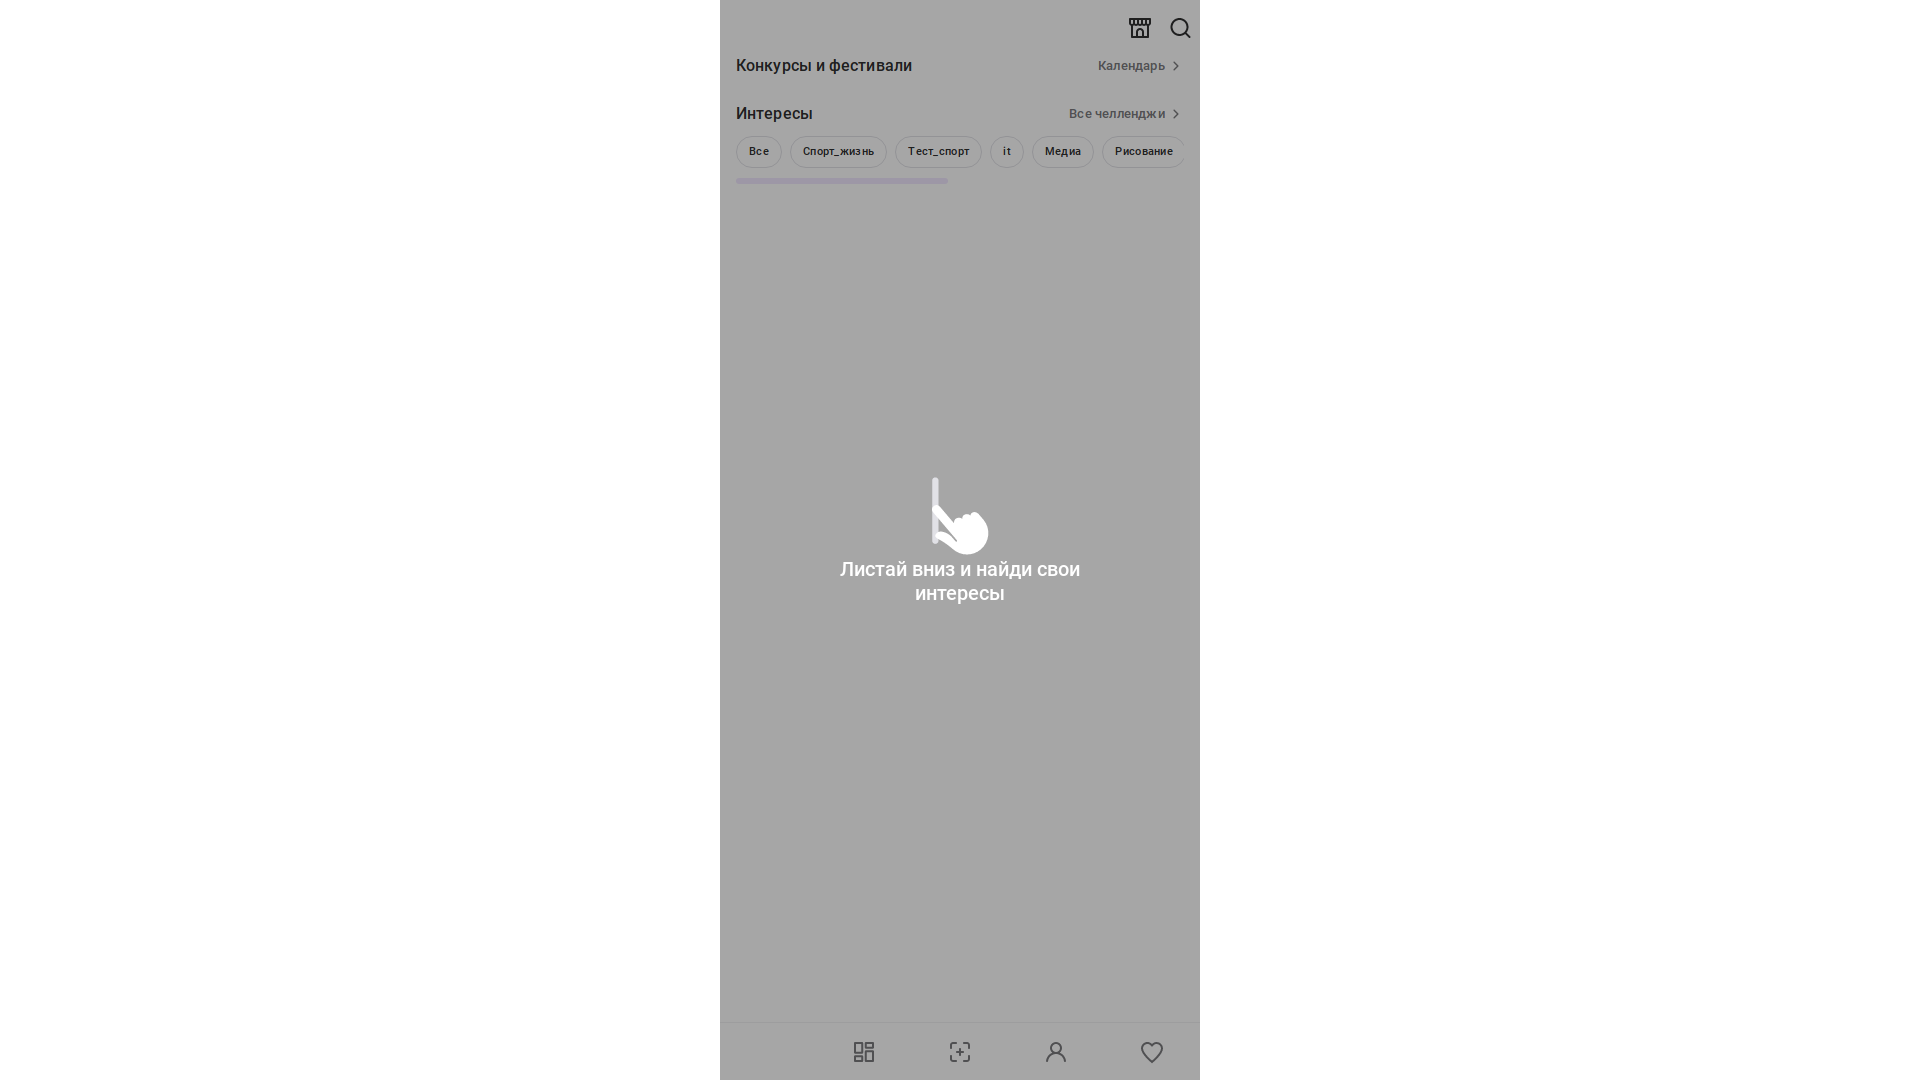 Конкурсы и фестивали
Календарь
Интересы
Все челленджи
Все
Спорт_жизнь
Тест_спорт
it
Медиа
Рисование
Листай вниз и найди свои
интересы